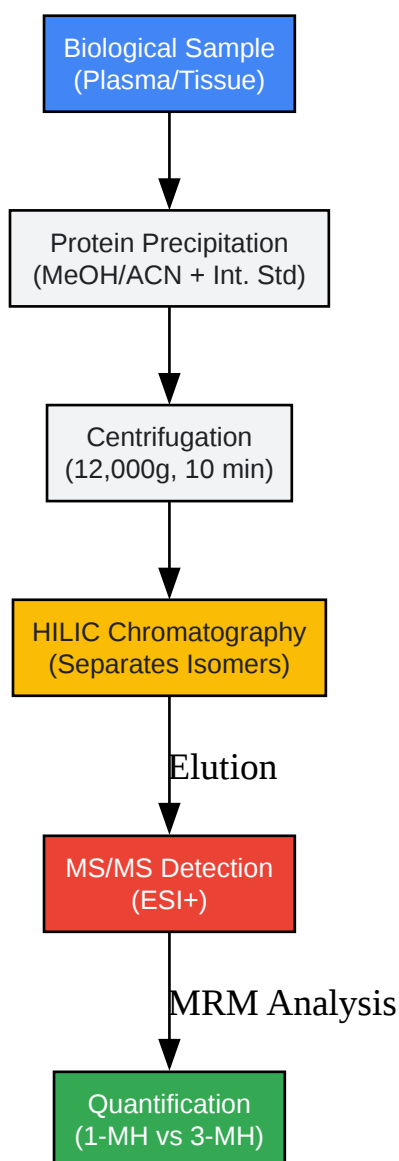 Biological Sample
(Plasma/Tissue)
Protein Precipitation
(MeOH/ACN + Int. Std)
Centrifugation
(12,000g, 10 min)
HILIC Chromatography
(Separates Isomers)
Elution
MS/MS Detection
(ESI+)
MRM Analysis
Quantification
(1-MH vs 3-MH)